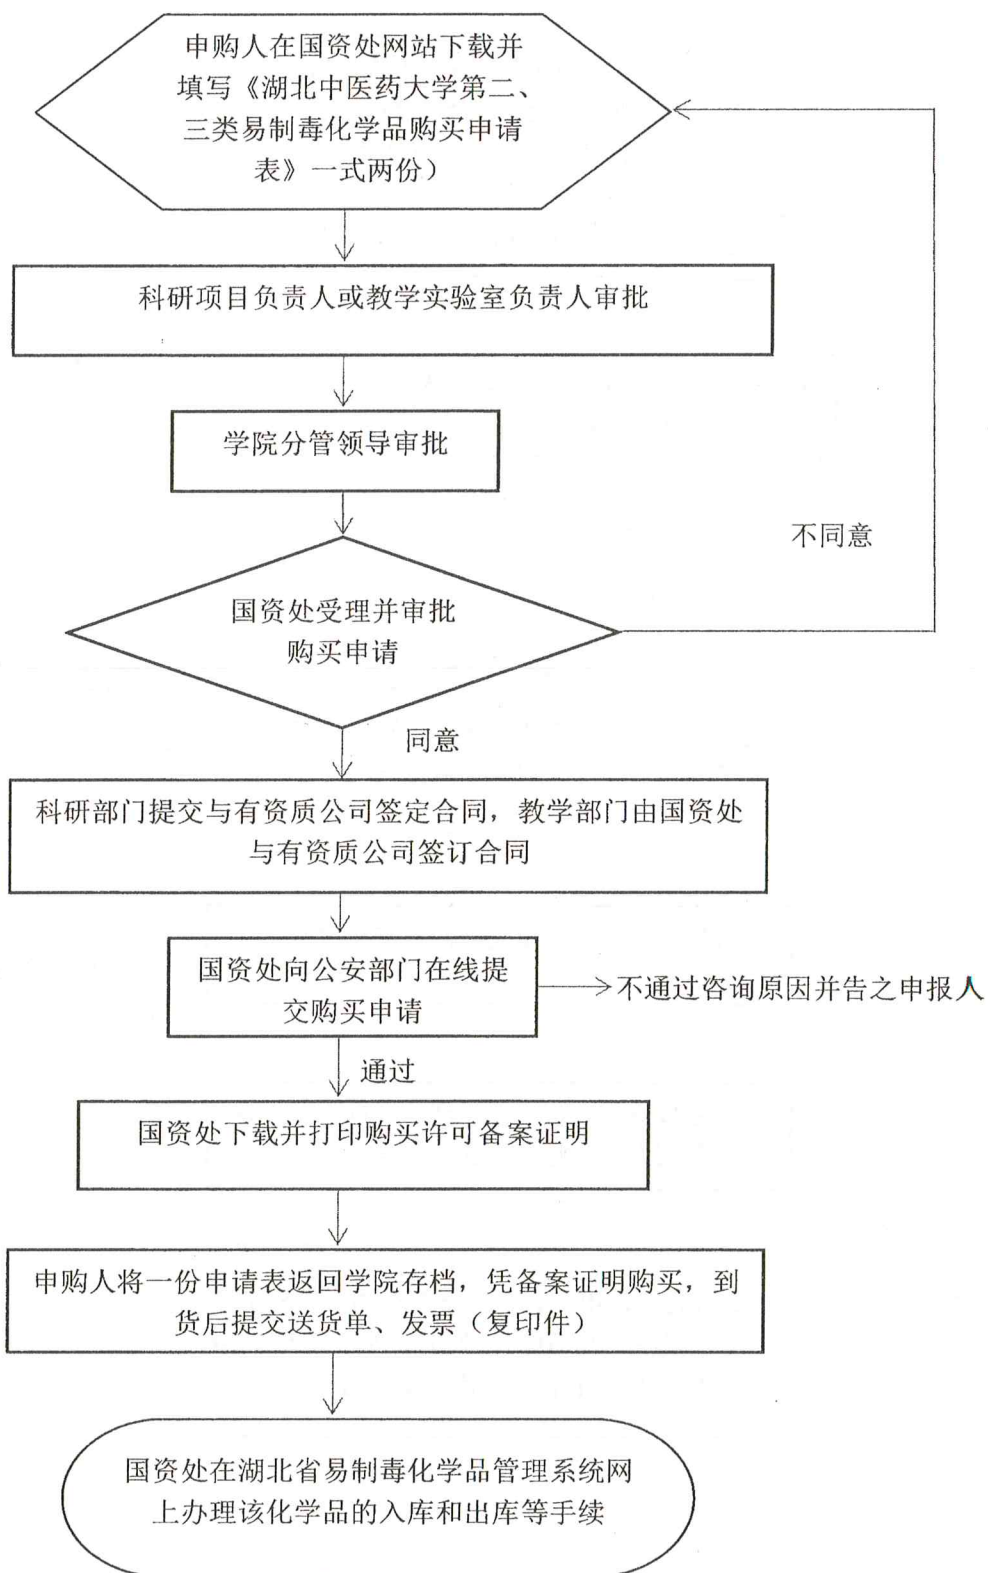 申购人在国资处网站下载并
填写《湖北中医药大学第二、
三类易制毒化学品购买申请
表》一式两份）
科研项目负责人或教学实验室负责人审批
学院分管领导审批
不同意
国资处受理并审批
购买申请
同意
科研部门提交与有资质公司签定合同，教学部门由国资处
与有资质公司签订合同
国资处向公安部门在线提
交购买申请
不通过咨询原因并告之申报人
通过
国资处下载并打印购买许可备案证明
申购人将一份申请表返回学院存档，凭备案证明购买，到
货后提交送货单、发票（复印件）
国资处在湖北省易制毒化学品管理系统网
上办理该化学品的入库和出库等手续